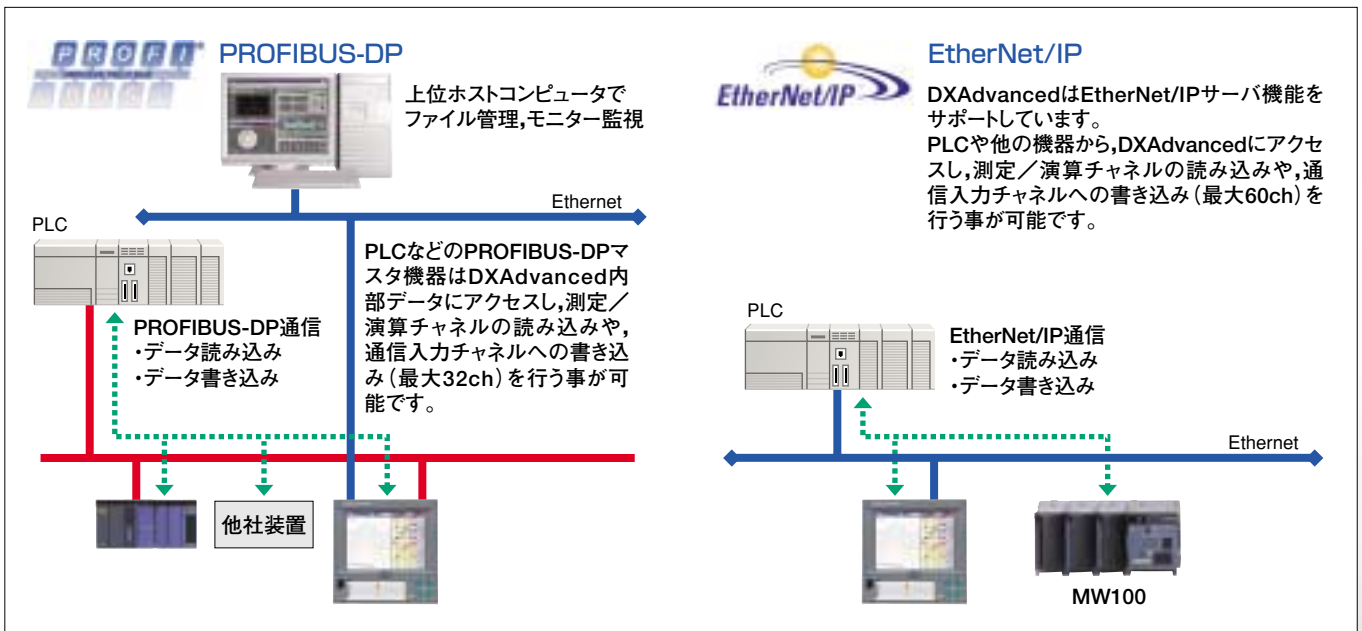 PROFI
PROFIBUS-DP
上位ホストコンピュータで
ファイル管理,モニター監視
Ethernet
PLC
PLCなどのPROFIBUS-DPマ
スタ機器はDXAdvanced内
部データにアクセスし,測定／
演算チャネルの読み込みや,
通信入力チャネルへの書き込
み（最大32ch）を行う事が可
能です。
PROFIBUS-DP通信
・データ読み込み
・データ書き込み
他社装置
EtherNet/IP
EtherNet/IP
DXAdvancedはEtherNet/IPサーバ機能を
サポートしています。
PLCや他の機器から,DXAdvancedにアクセ
スし,測定／演算チャネルの読み込みや,通
信入力チャネルへの書き込み（最大60ch）を
行う事が可能です。
PLC
EtherNet/IP通信
・データ読み込み
・データ書き込み
Ethernet
MW100